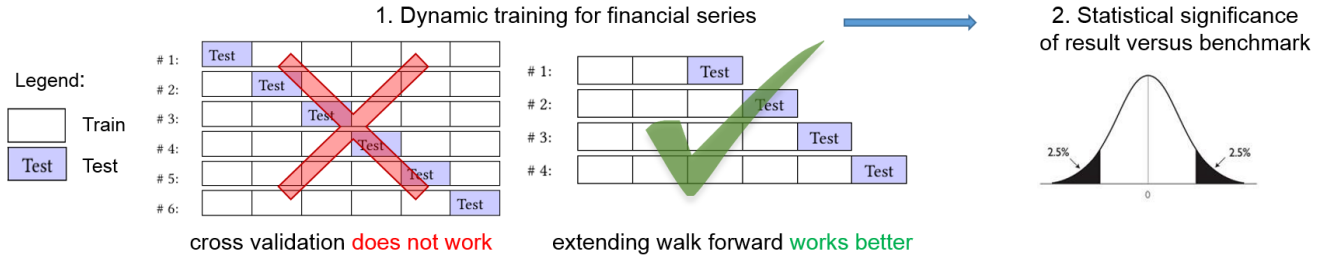 1. Dynamic training for financial series
2. Statistical significance
of result versus benchmark
Legend:
Train
Test
Test
# 1:
Test
# 2:
Test
# 3:
Test
# 4:
Test
# 5:
Test
# 6:
Test
cross validation does not work
# 1:
Test
# 2:
Test
# 3:
Test
# 4:
Test
extending walk forward works better
2.5%
2.5%
0